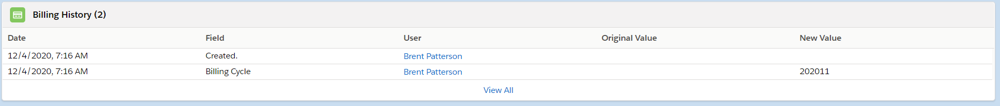 Billing History (2)
Date Field User Original Value New Value
12/4/2020, 7:16 AM Created. Brent Patterson
12/4/2020, 7:16 AM Billing Cycle Brent Patterson 202011
View All